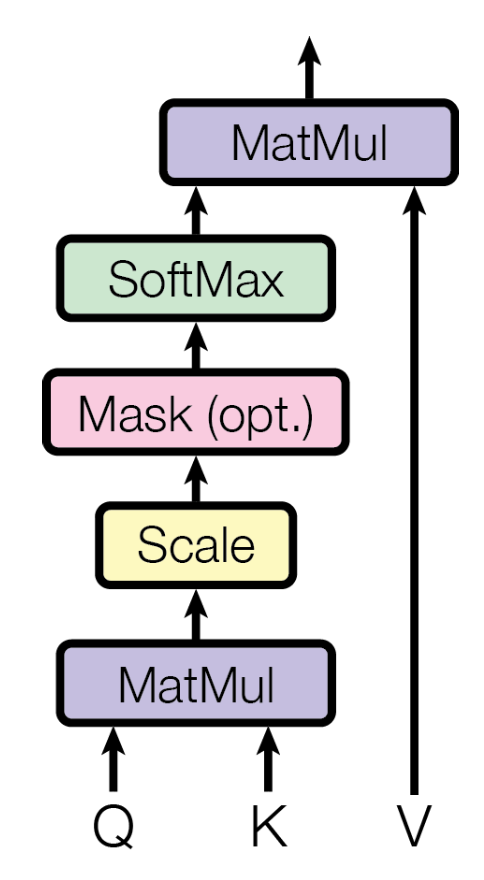 MatMul
SoftMax
Mask (opt.)
Scale
MatMul
Q K V